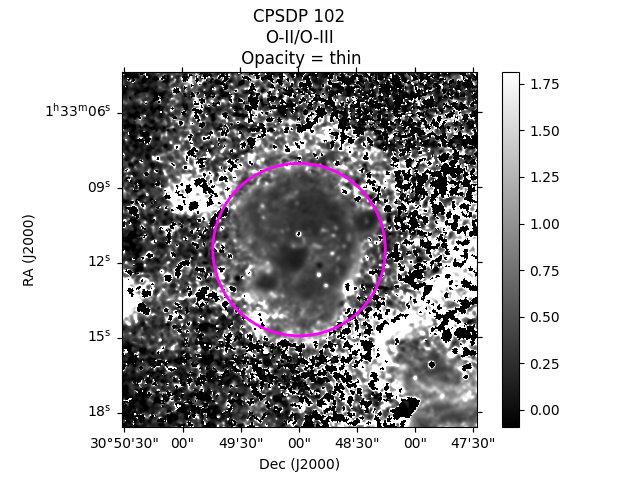 CPSDP 102
O-II/O-III
Opacity = thin
1ʰ33ᵐ06ˢ
09ˢ
12ˢ
15ˢ
18ˢ
RA (J2000)
30°50'30" 00" 49'30" 00" 48'30" 00" 47'30"
Dec (J2000)
1.75
1.50
1.25
1.00
0.75
0.50
0.25
0.00